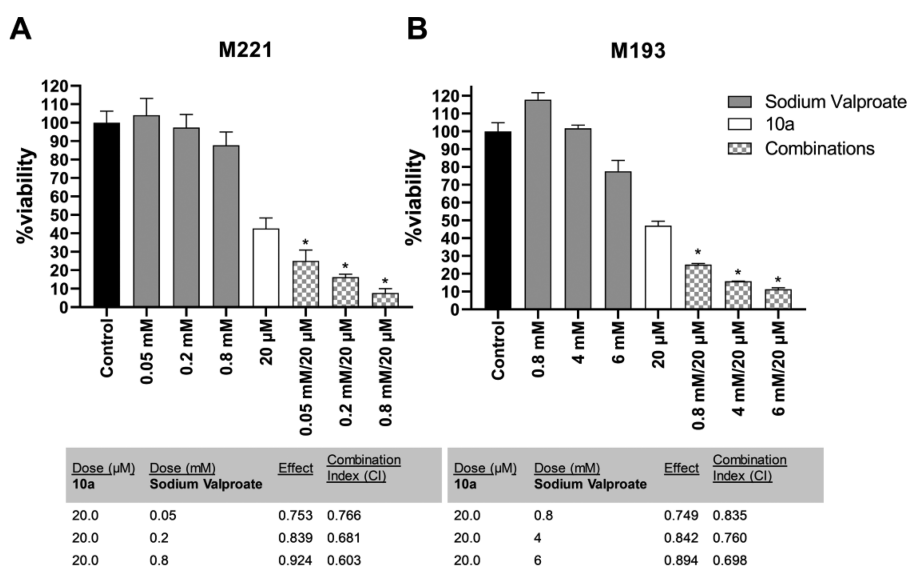 A
B
M221
M193
120
110
100
90
80
70
60
50
40
30
20
10
0
%viability
Control
0.05 mM
0.2 mM
0.8 mM
20 µM
0.05 mM/20 µM
0.2 mM/20 µM
0.8 mM/20 µM
*
*
*
120
110
100
90
80
70
60
50
40
30
20
10
0
%viability
Control
0.8 mM
4 mM
6 mM
20 µM
0.8 mM/20 µM
4 mM/20 µM
6 mM/20 µM
*
*
*
Sodium Valproate
10a
Combinations
Dose (µM) Dose (mM) Effect Combination
10a Sodium Valproate Index (CI)
20.0 0.05 0.753 0.766
20.0 0.2 0.839 0.681
20.0 0.8 0.924 0.603
Dose (µM) Dose (mM) Effect Combination
10a Sodium Valproate Index (CI)
20.0 0.8 0.749 0.835
20.0 4 0.842 0.760
20.0 6 0.894 0.698